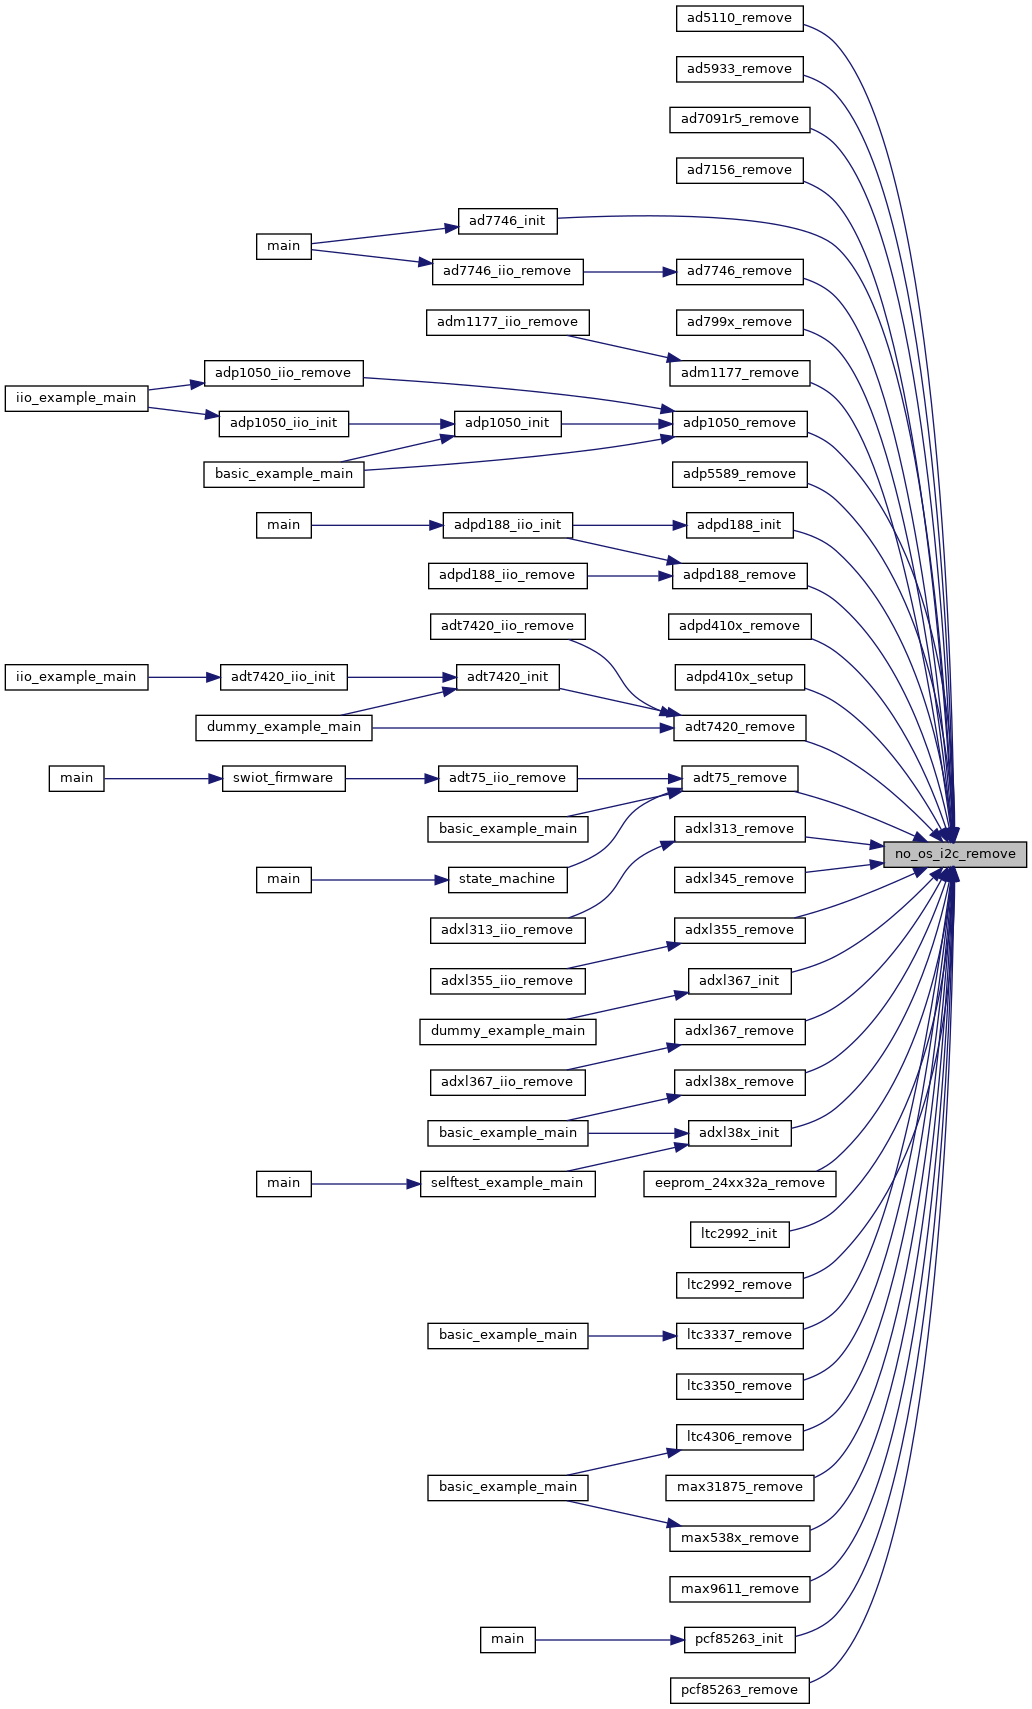 ad5110_remove
ad5933_remove
ad7091r5_remove
ad7156_remove
ad7746_init
main
ad7746_iio_remove
ad7746_remove
adm1177_iio_remove
ad799x_remove
adp1050_iio_remove
adm1177_remove
iio_example_main
adp1050_iio_init
adp1050_init
adp1050_remove
basic_example_main
adp5589_remove
main
adpd188_iio_init
adpd188_init
adpd188_iio_remove
adpd188_remove
adt7420_iio_remove
adpd410x_remove
iio_example_main
adt7420_iio_init
adt7420_init
adpd410x_setup
dummy_example_main
adt7420_remove
main
swiot_firmware
adt75_iio_remove
adt75_remove
basic_example_main
adxl313_remove
no_os_i2c_remove
main
state_machine
adxl345_remove
adxl313_iio_remove
adxl355_remove
adxl355_iio_remove
adxl367_init
dummy_example_main
adxl367_remove
adxl367_iio_remove
adxl38x_remove
basic_example_main
adxl38x_init
main
selftest_example_main
eeprom_24xx32a_remove
ltc2992_init
ltc2992_remove
basic_example_main
ltc3337_remove
ltc3350_remove
ltc4306_remove
basic_example_main
max31875_remove
max538x_remove
max9611_remove
main
pcf85263_init
pcf85263_remove